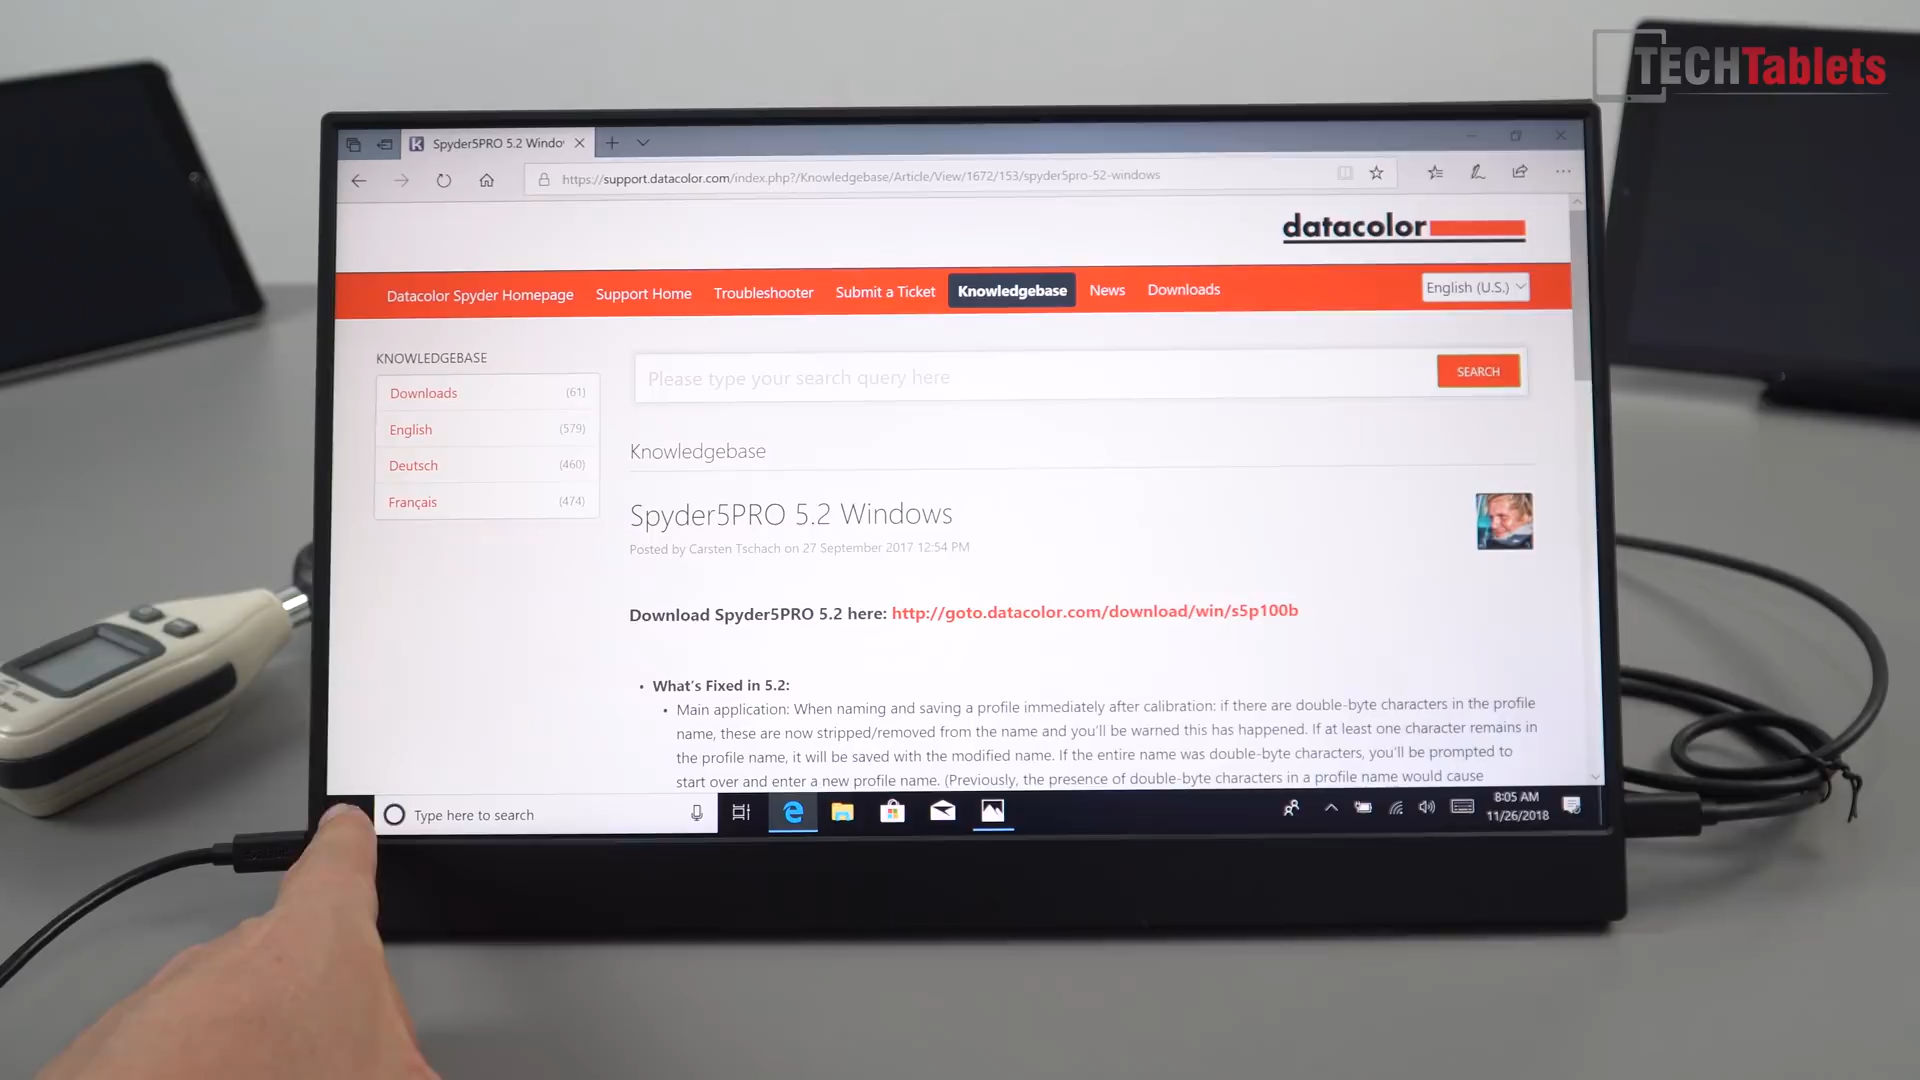 TECHTablets
Spyder5PRO 5.2 Windo
https://support.datacolor.com/index.php?/Knowledgebase/Article/View/1672/153/spyder5pro-52-windows
datacolor
Datacolor Spyder Homepage Support Home Troubleshooter Submit a Ticket Knowledgebase News Downloads English (U.S.)
KNOWLEDGEBASE
Downloads (61)
English (579)
Deutsch (460)
Français (474)
Please type your search query here SEARCH
Knowledgebase
Spyder5PRO 5.2 Windows
Posted by Carsten Tschach on 27 September 2017 12:54 PM
Download Spyder5PRO 5.2 here: http://goto.datacolor.com/download/win/s5p100b
What's Fixed in 5.2:
Main application: When naming and saving a profile immediately after calibration: if there are double-byte characters in the profile
name, these are now stripped/removed from the name and you'll be warned this has happened. If at least one character remains in
the profile name, it will be saved with the modified name. If the entire name was double-byte characters, you'll be prompted to
start over and enter a new profile name. (Previously, the presence of double-byte characters in a profile name would cause
Type here to search
8:05 AM
11/26/2018